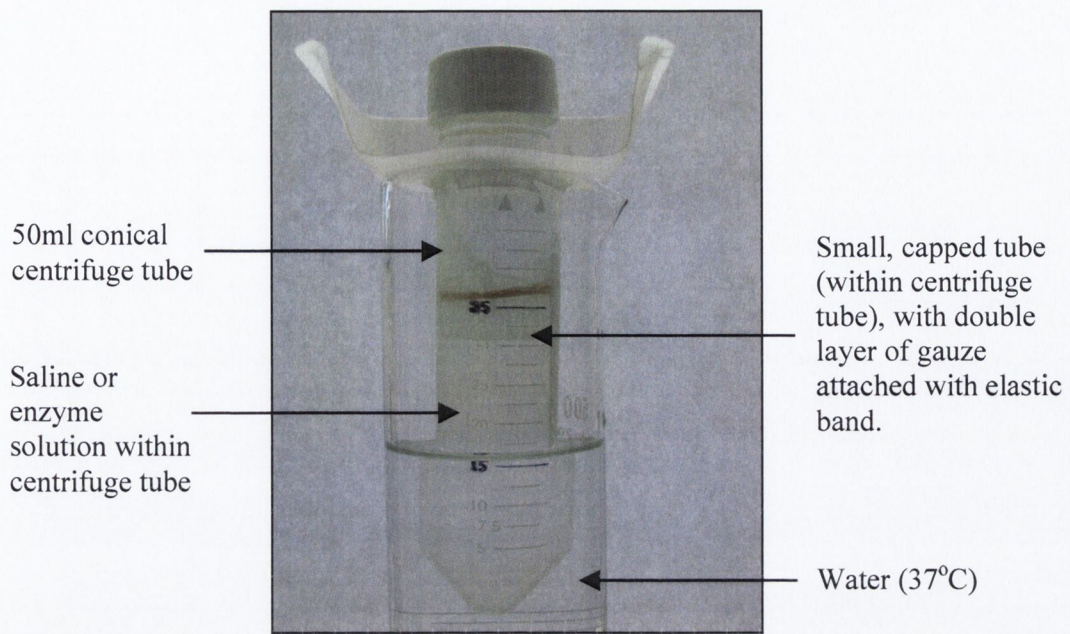 50ml conical
centrifuge tube
Saline or
enzyme
solution within
centrifuge tube
35
25
15
10
7.5
5
Small, capped tube
(within centrifuge
tube), with double
layer of gauze
attached with elastic
band.
Water (37°C)